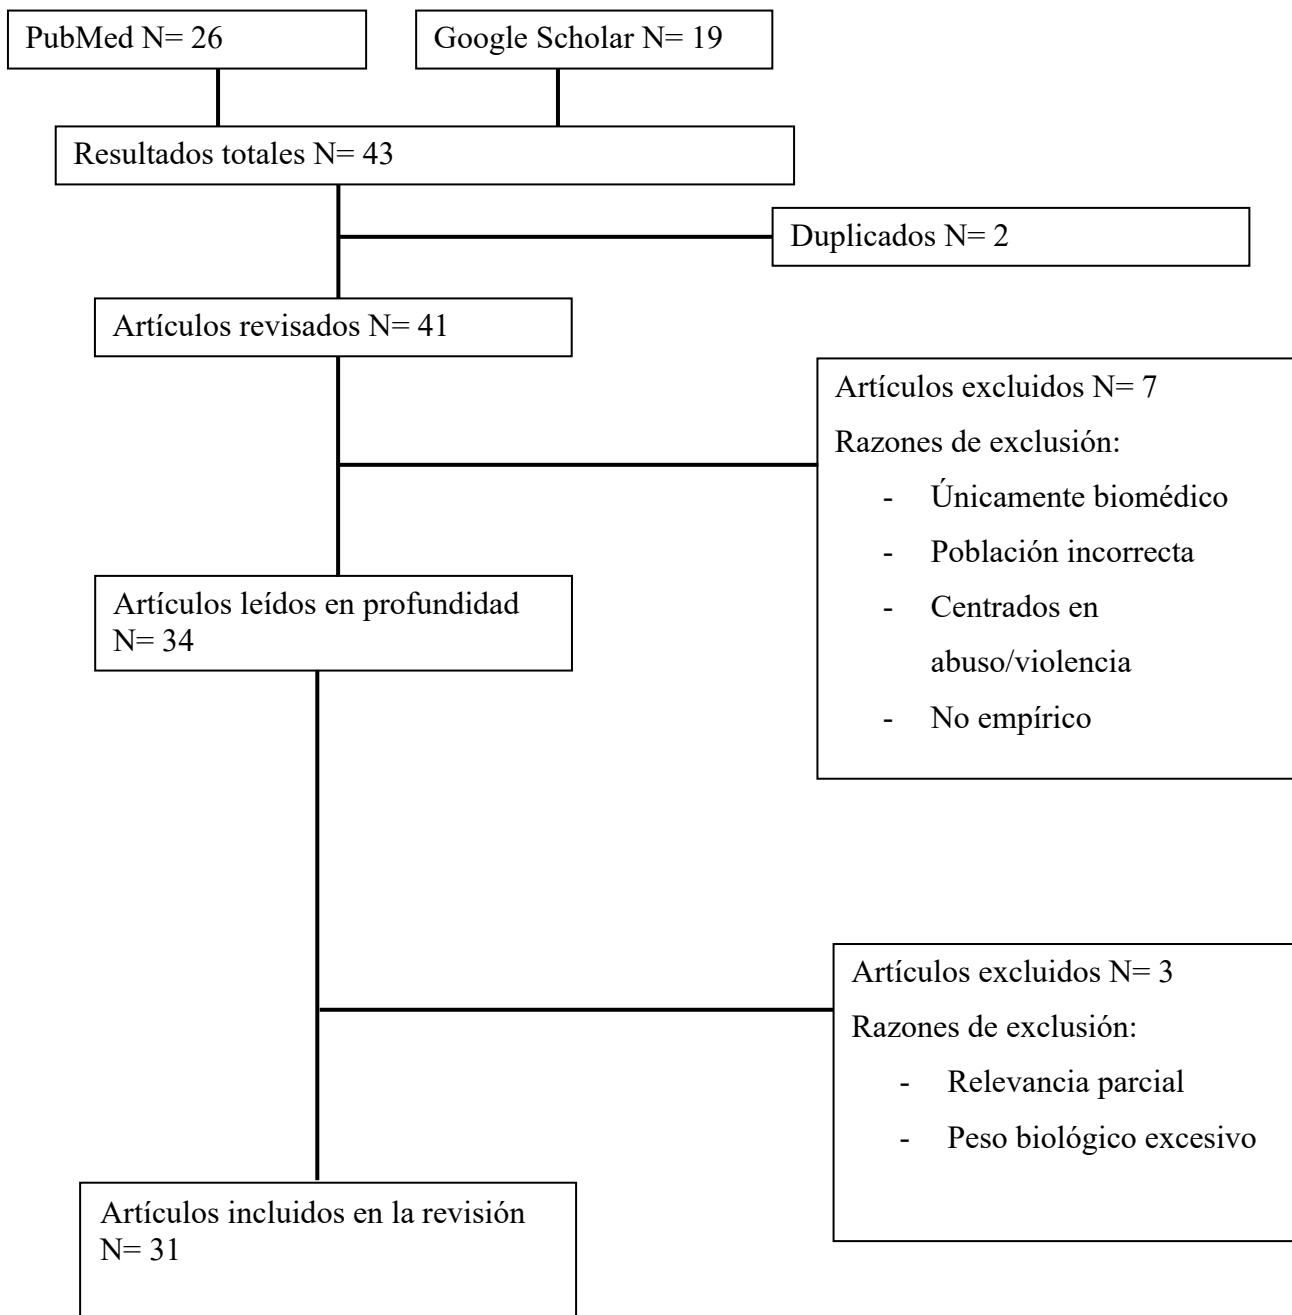 PubMed N= 26
Google Scholar N= 19
Resultados totales N= 43
Duplicados N= 2
Artículos revisados N= 41
Artículos excluidos N= 7
Razones de exclusión:
- Únicamente biomédico
- Población incorrecta
- Centrados en
abuso/violencia
- No empírico
Artículos leídos en profundidad
N= 34
Artículos excluidos N= 3
Razones de exclusión:
- Relevancia parcial
- Peso biológico excesivo
Artículos incluidos en la revisión
N= 31